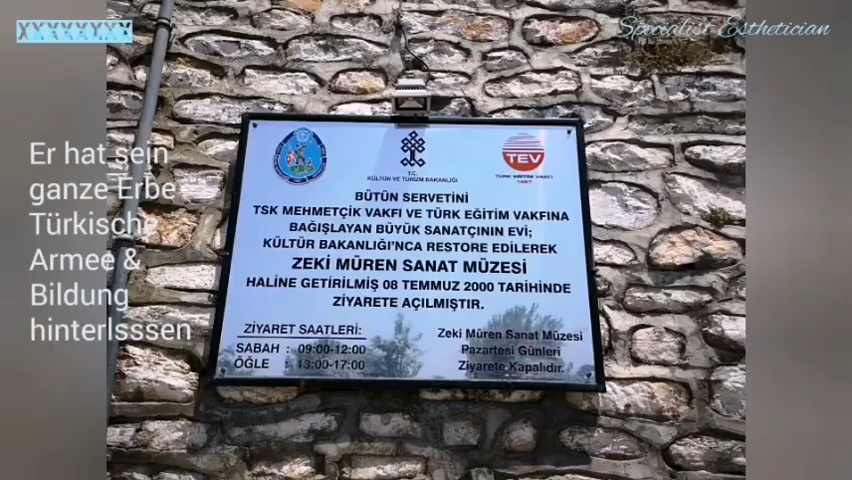 Specialist Esthetician
Er hat sein
ganze Erbe
Türkische
Armee &
Bildung
hinterlsssen
T.C.
KÜLTÜR VE TURİZM BAKANLIĞI
TEV
TÜRK EĞİTİM VAKFI
1967
BÜTÜN SERVETİNİ
TSK MEHMETÇİK VAKFI VE TÜRK EĞİTİM VAKFINA
BAĞIŞLAYAN BÜYÜK SANATÇININ EVİ;
KÜLTÜR BAKANLIĞI'NCA RESTORE EDİLEREK
ZEKİ MÜREN SANAT MÜZESİ
HALİNE GETİRİLMİŞ 08 TEMMUZ 2000 TARİHİNDE
ZİYARETE AÇILMIŞTIR.
ZİYARET SAATLERİ:
SABAH : 09:00-12:00
ÖĞLE : 13:00-17:00
Zeki Müren Sanat Müzesi
Pazartesi Günleri
Ziyarete Kapalıdır.